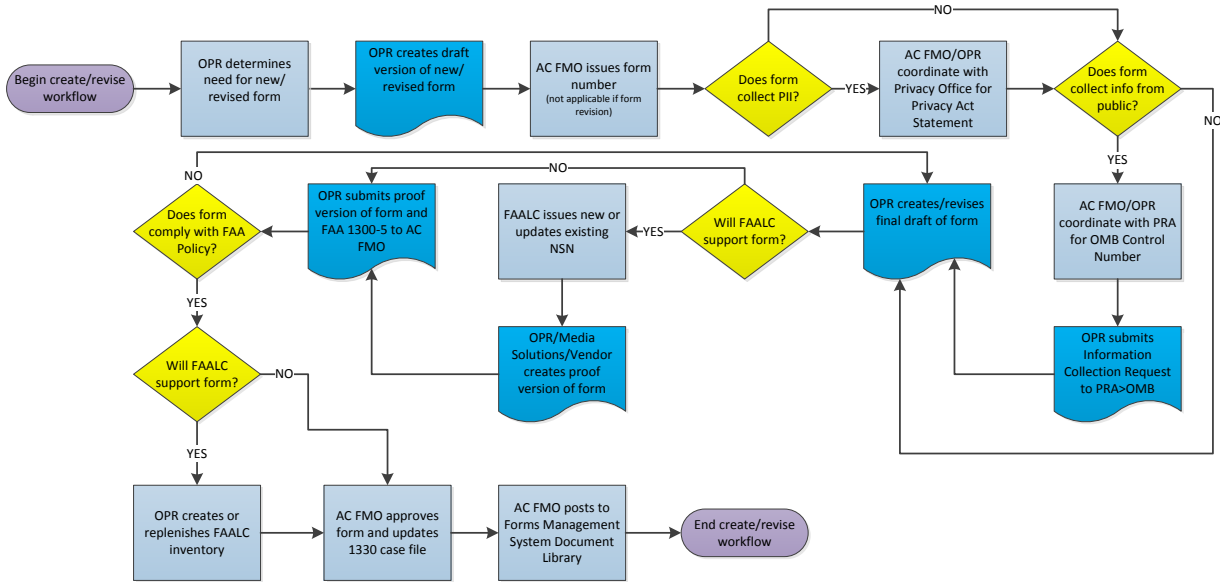 Begin create/revise
workflow
OPR determines
need for new/
revised form
OPR creates draft
version of new/
revised form
AC FMO issues form
number
(not applicable if form
revision)
Does form
collect PII?
YES
NO
AC FMO/OPR
coordinate with
Privacy Office for
Privacy Act
Statement
Does form
collect info from
public?
NO
YES
AC FMO/OPR
coordinate with PRA
for OMB Control
Number
OPR submits
Information
Collection Request
to PRA>OMB
OPR creates/revises
final draft of form
Will FAALC
support form?
NO
YES
FAALC issues new or
updates existing
NSN
OPR/Media
Solutions/Vendor
creates proof
version of form
OPR submits proof
version of form and
FAA 1300-5 to AC
FMO
Does form
comply with FAA
Policy?
NO
YES
Will FAALC
support form?
NO
YES
OPR creates or
replenishes FAALC
inventory
AC FMO approves
form and updates
1330 case file
AC FMO posts to
Forms Management
System Document
Library
End create/revise
workflow